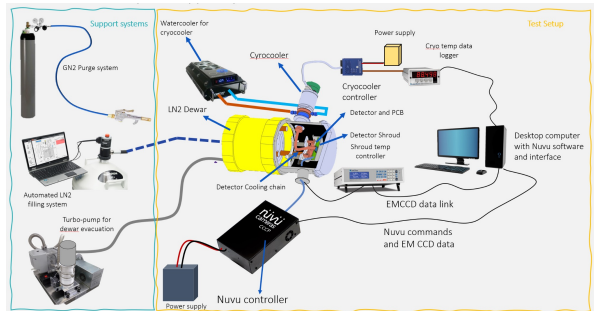 Support systems
Test Setup
Watercooler for
cryocooler
Power supply
Cyrocooler
Cryo temp data
logger
GN2 Purge system
Cryocooler
controller
LN2 Dewar
Detector and PCB
Detector Shroud
Shroud temp
controller
Desktop computer
with Nuvu software
and interface
Automated LN2
filling system
Detector Cooling chain
EMCCD data link
Turbo-pump for
dewar evacuation
nüvü
cameras
CCCP
Nuvu commands
and EM CCD data
Power supply
Nuvu controller